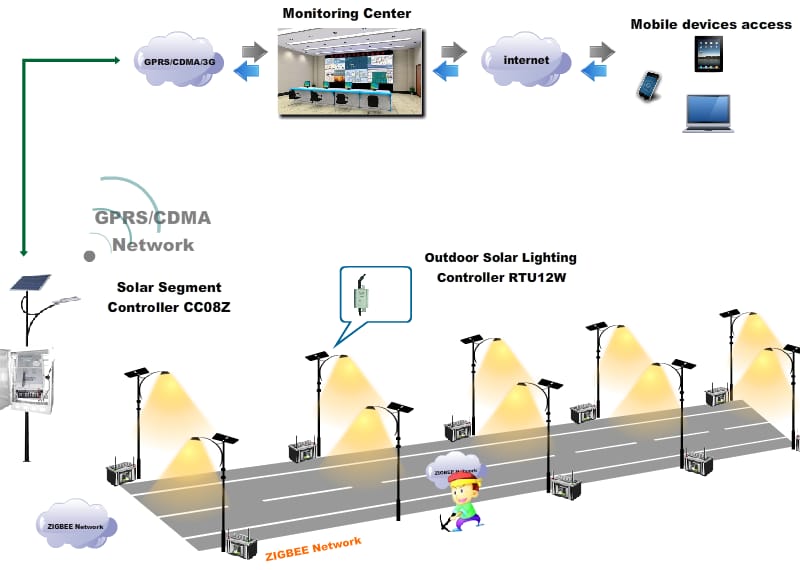 Monitoring Center
Mobile devices access
GPRS/CDMA/3G
internet
GPRS/CDMA
Network
Outdoor Solar Lighting
Controller RTU12W
Solar Segment
Controller CC08Z
ZIGBEE Network
ZIGBEE Network
ZIGBEE Network